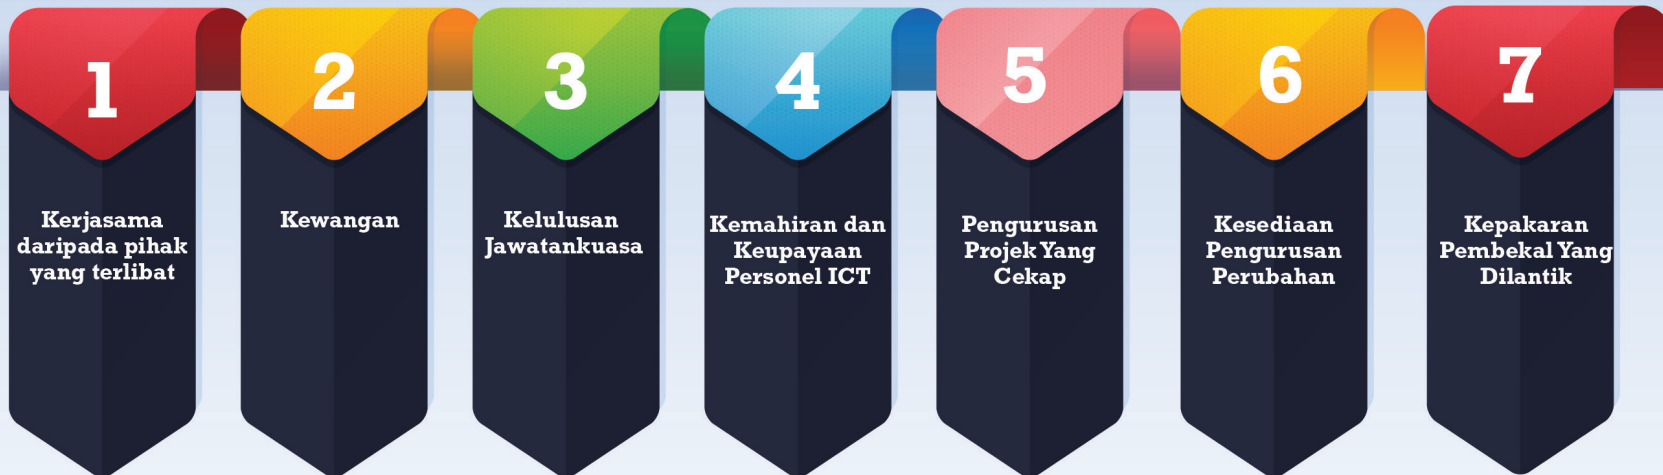 1
Kerjasama
daripada pihak
yang terlibat
2
Kewangan
3
Kelulusan
Jawatankuasa
4
Kemahiran dan
Keupayaan
Personel ICT
5
Pengurusan
Projek Yang
Cekap
6
Kesediaan
Pengurusan
Perubahan
7
Kepakaran
Pembekal Yang
Dilantik